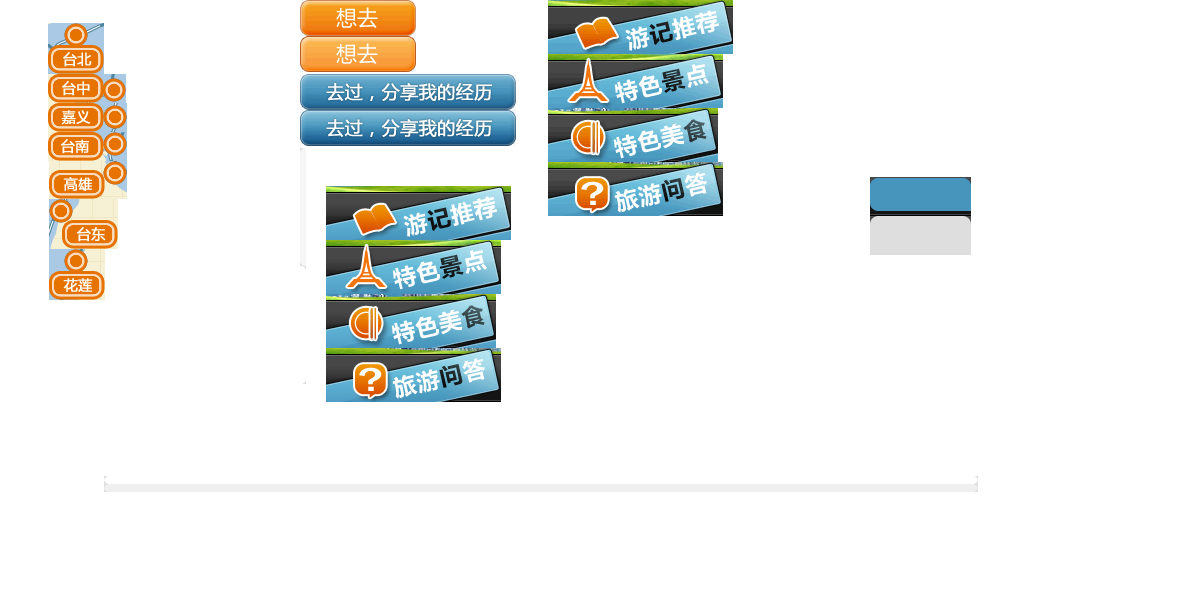 台北
台中
嘉义
台南
高雄
台东
花莲
想去
想去
去过，分享我的经历
去过，分享我的经历
游记推荐
特色景点
特色美食
旅游问答
游记推荐
特色景点
特色美食
旅游问答